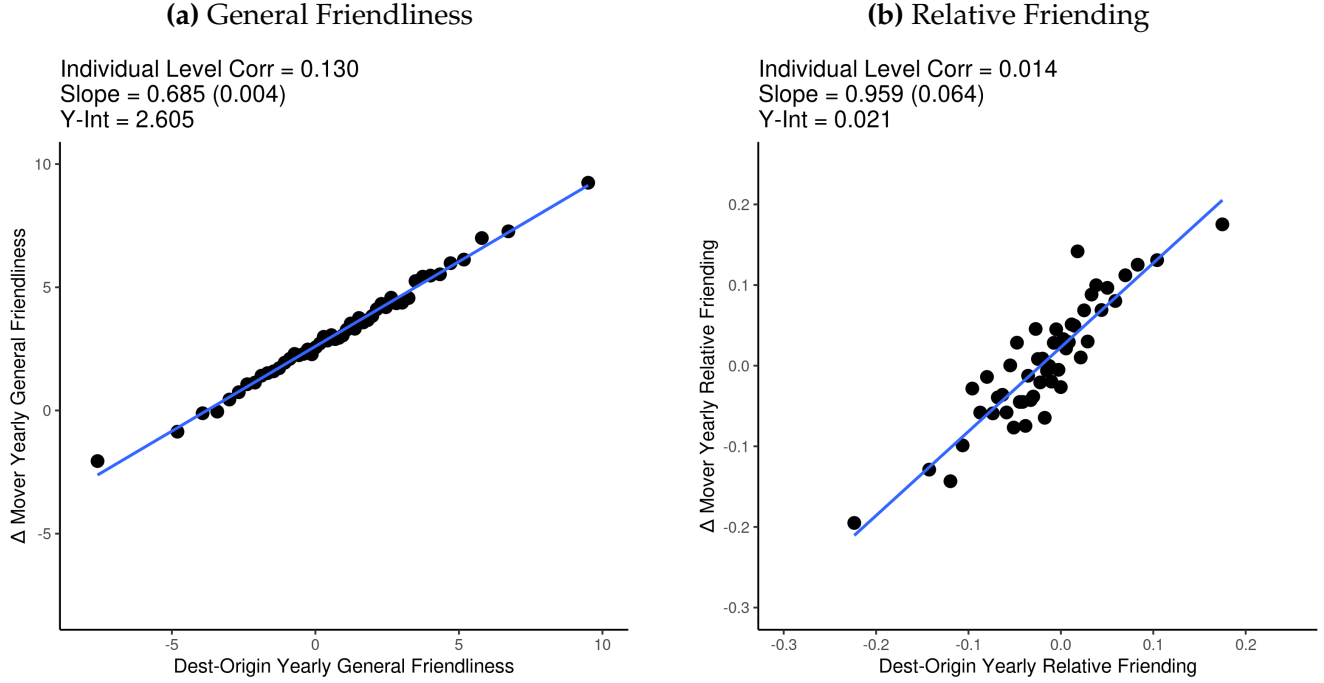 (a) General Friendliness
Individual Level Corr = 0.130
Slope = 0.685 (0.004)
Y-Int = 2.605
10
5
0
-5
Δ Mover Yearly General Friendliness
-5
0
5
10
Dest-Origin Yearly General Friendliness
(b) Relative Friending
Individual Level Corr = 0.014
Slope = 0.959 (0.064)
Y-Int = 0.021
0.2
0.1
0.0
-0.1
-0.2
-0.3
Δ Mover Yearly Relative Friending
-0.3
-0.2
-0.1
0.0
0.1
0.2
Dest-Origin Yearly Relative Friending